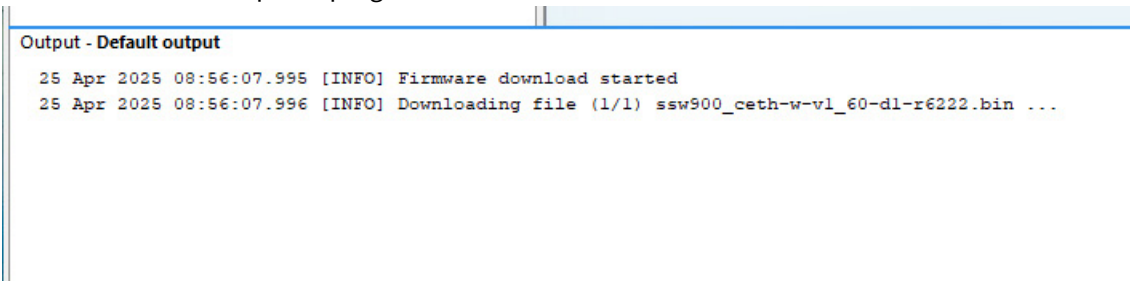 Output - Default output
25 Apr 2025 08:56:07.995 [INFO] Firmware download started
25 Apr 2025 08:56:07.996 [INFO] Downloading file (1/1) ssw900_ceth-w-v1_60-d1-r6222.bin ...